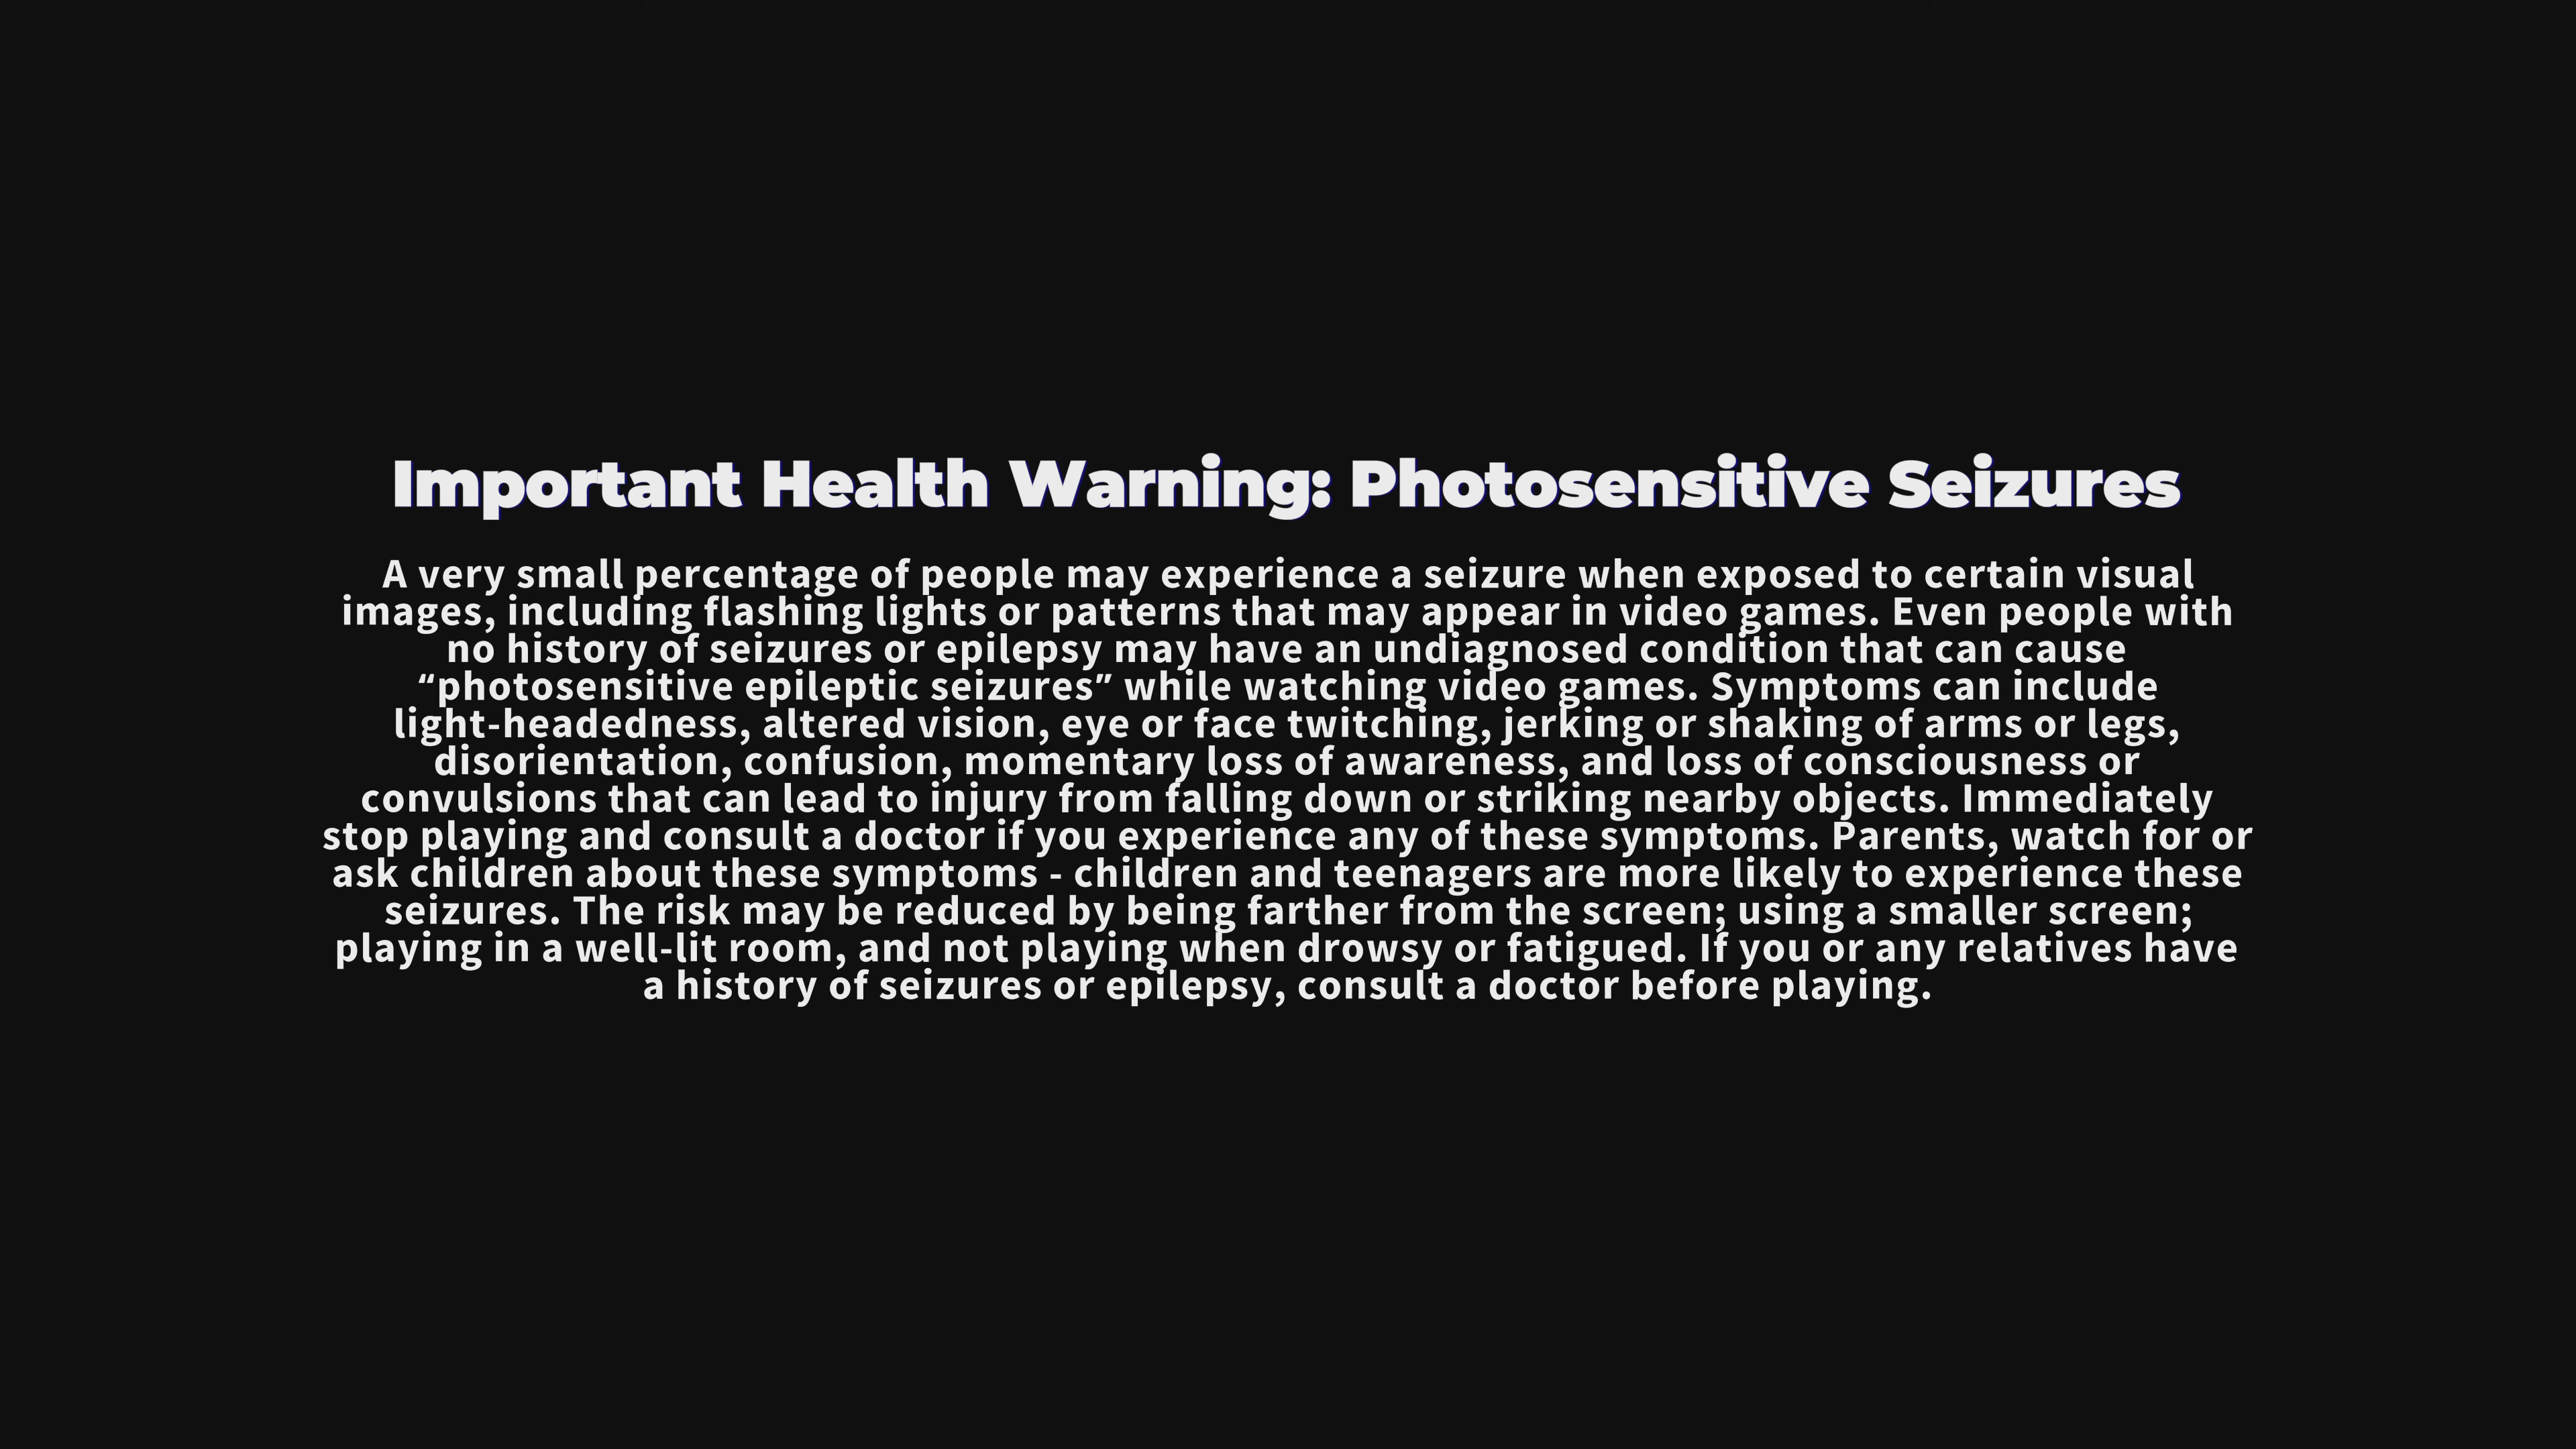 Important Health Warning: Photosensitive Seizures
A very small percentage of people may experience a seizure when exposed to certain visual
images, including flashing lights or patterns that may appear in video games. Even people with
no history of seizures or epilepsy may have an undiagnosed condition that can cause
“photosensitive epileptic seizures” while watching video games. Symptoms can include
light-headedness, altered vision, eye or face twitching, jerking or shaking of arms or legs,
disorientation, confusion, momentary loss of awareness, and loss of consciousness or
convulsions that can lead to injury from falling down or striking nearby objects. Immediately
stop playing and consult a doctor if you experience any of these symptoms. Parents, watch for or
ask children about these symptoms - children and teenagers are more likely to experience these
seizures. The risk may be reduced by being farther from the screen; using a smaller screen;
playing in a well-lit room, and not playing when drowsy or fatigued. If you or any relatives have
a history of seizures or epilepsy, consult a doctor before playing.